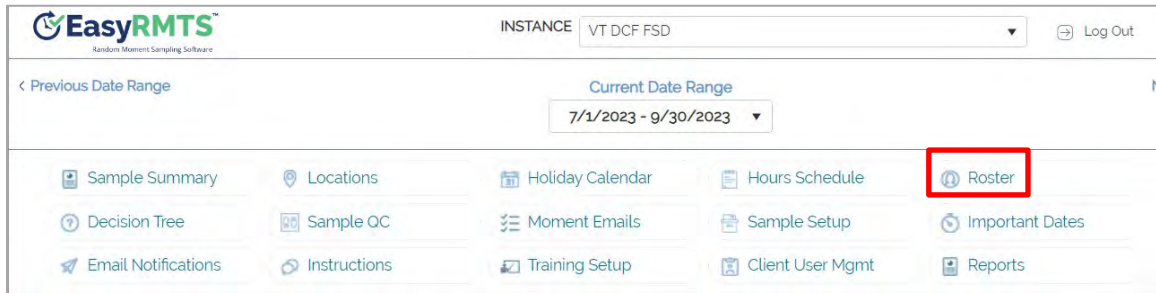 EasyRMTS
Random Moment Sampling Software
INSTANCE VT DCF FSD Log Out
< Previous Date Range
Current Date Range
N
7/1/2023 - 9/30/2023
Sample Summary Locations Holiday Calendar Hours Schedule Roster
Decision Tree Sample QC Moment Emails Sample Setup Important Dates
Email Notifications Instructions Training Setup Client User Mgmt Reports